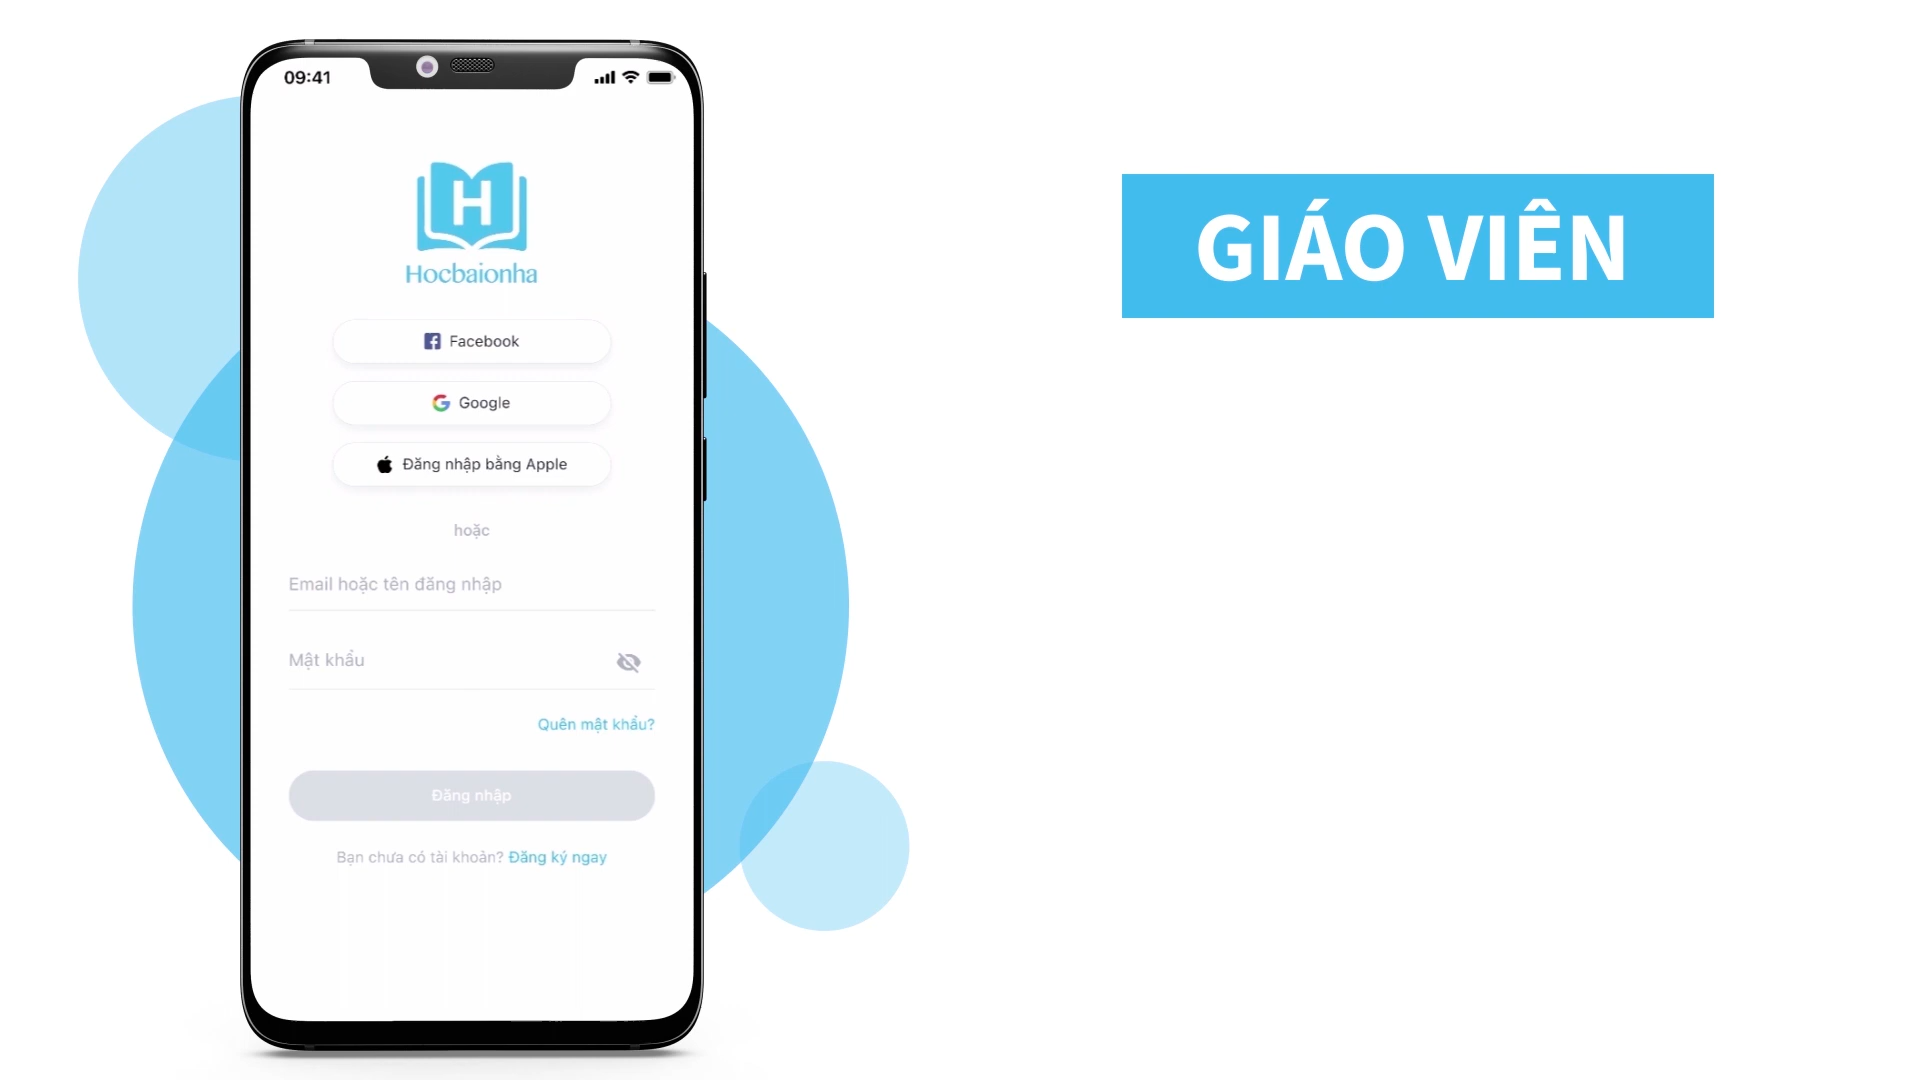 09:41
H
Hocbaionha
Facebook
Google
Đăng nhập bằng Apple
hoặc
Email hoặc tên đăng nhập
Mật khẩu
Quên mật khẩu?
Đăng nhập
Bạn chưa có tài khoản? Đăng ký ngay
GIÁO VIÊN